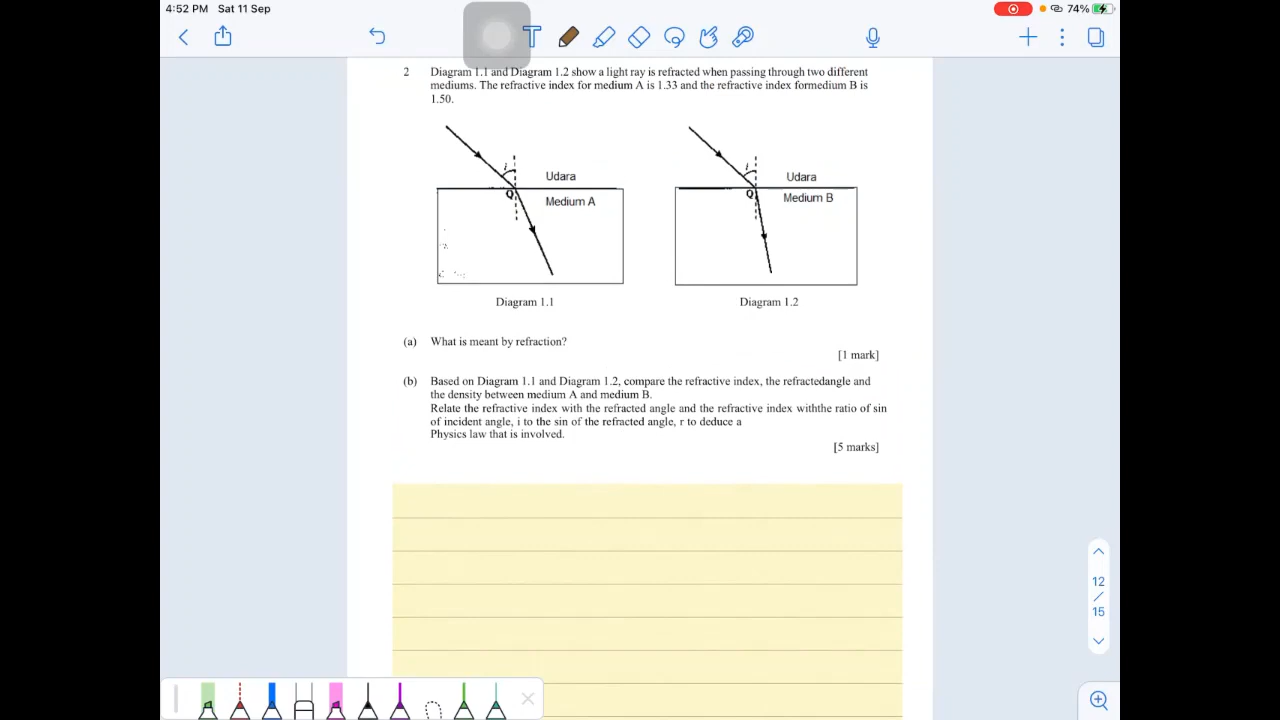 4:52 PM Sat 11 Sep
74%
T
2 Diagram 1.1 and Diagram 1.2 show a light ray is refracted when passing through two different
mediums. The refractive index for medium A is 1.33 and the refractive index formedium B is
1.50.
i
Udara
Q
Medium A
i
Udara
Q
Medium B
Diagram 1.1
Diagram 1.2
(a) What is meant by refraction?
[1 mark]
(b) Based on Diagram 1.1 and Diagram 1.2, compare the refractive index, the refractedangle and
the density between medium A and medium B.
Relate the refractive index with the refracted angle and the refractive index withthe ratio of sin
of incident angle, i to the sin of the refracted angle, r to deduce a
Physics law that is involved.
[5 marks]
12
/
15